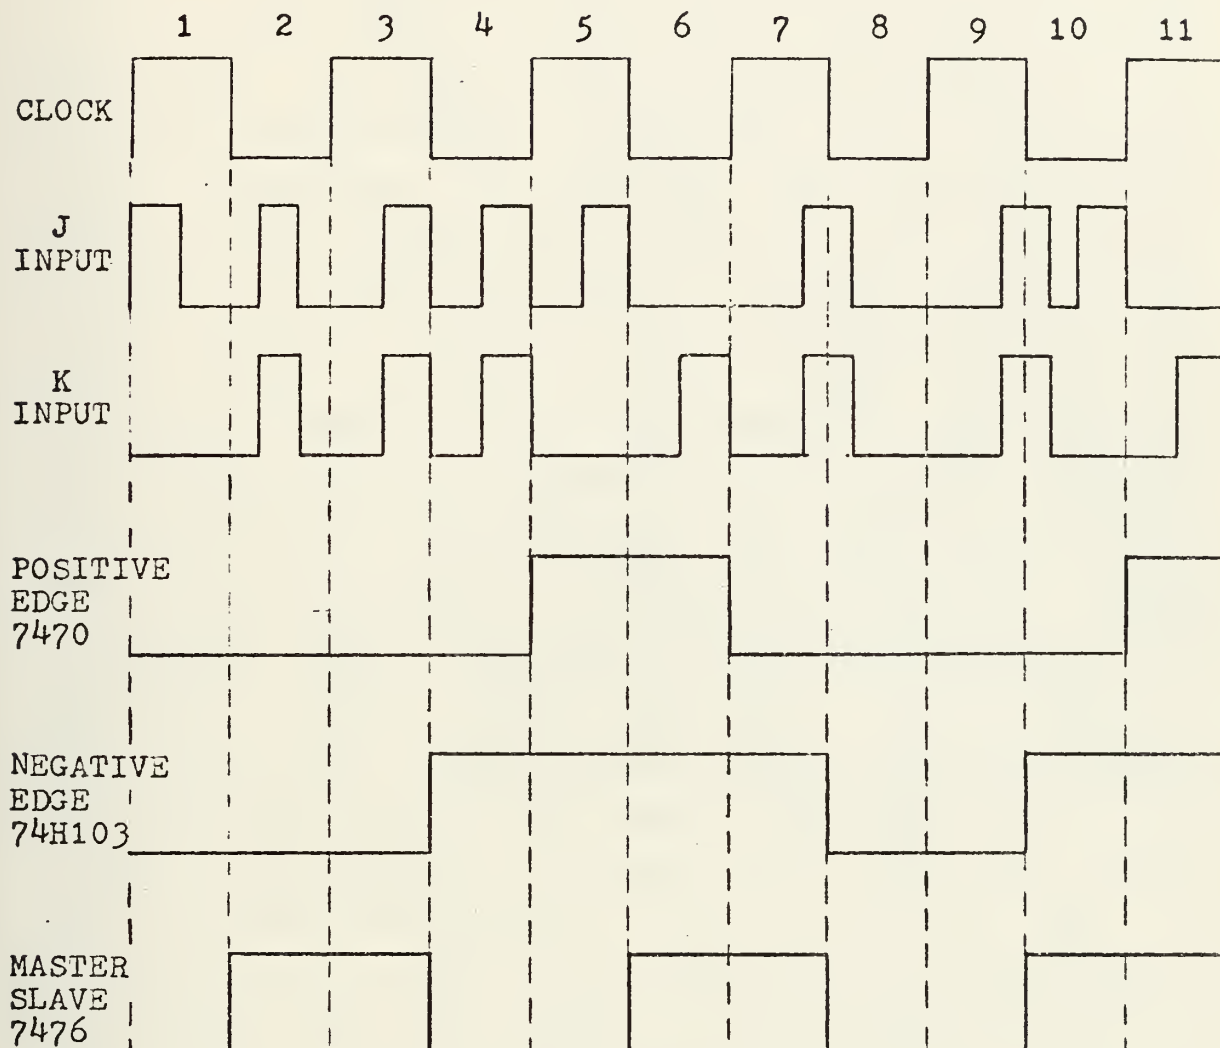 1 2 3 4 5 6 7 8 9 10 11
CLOCK
J
INPUT
K
INPUT
POSITIVE
EDGE
7470
NEGATIVE
EDGE
74H103
MASTER
SLAVE
7476